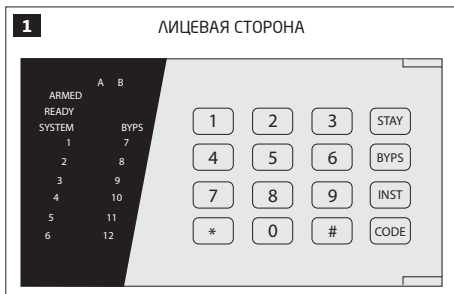 1
ЛИЦЕВАЯ СТОРОНА
A B
ARMED
READY
SYSTEM BYPS
1 7
2 8
3 9
4 10
5 11
6 12
1 2 3 STAY
4 5 6 BYPS
7 8 9 INST
* 0 # CODE